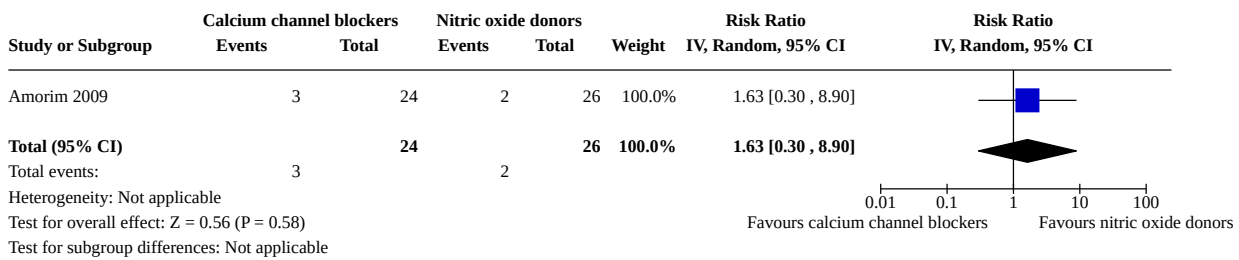 Calcium channel blockers Nitric oxide donors Risk Ratio Risk Ratio
Study or Subgroup Events Total Events Total Weight IV, Random, 95% CI IV, Random, 95% CI
Amorim 2009 3 24 2 26 100.0% 1.63 [0.30 , 8.90]
Total (95% CI) 24 26 100.0% 1.63 [0.30 , 8.90]
Total events: 3 2
Heterogeneity: Not applicable
0.01 0.1 1 10 100
Test for overall effect: Z = 0.56 (P = 0.58)
Favours calcium channel blockers Favours nitric oxide donors
Test for subgroup differences: Not applicable